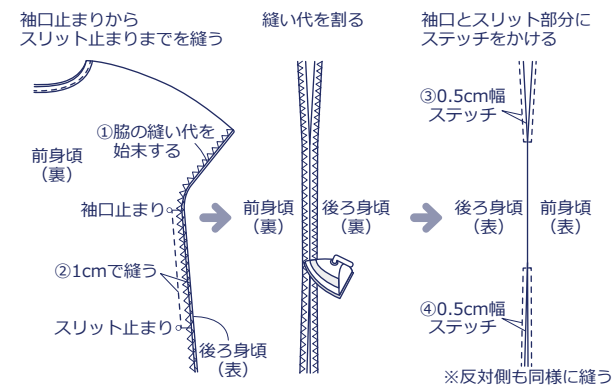 袖口止まりから
スリット止まりまでを縫う
①脇の縫い代を
始末する
前身頃
（裏）
袖口止まり
②1cmで縫う
スリット止まり
後ろ身頃
（表）
縫い代を割る
前身頃
（裏）
後ろ身頃
（裏）
袖口とスリット部分に
ステッチをかける
③0.5cm幅
ステッチ
後ろ身頃
（表）
前身頃
（表）
④0.5cm幅
ステッチ
※反対側も同様に縫う